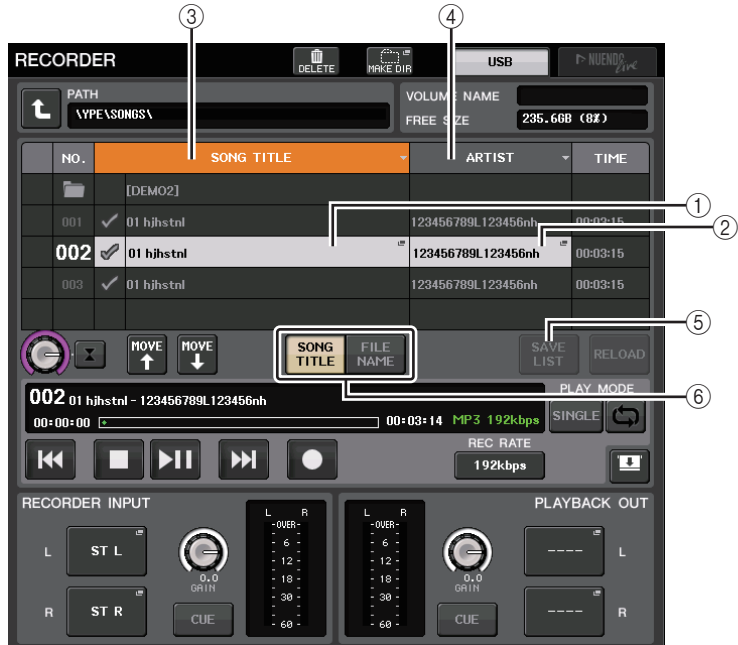 ③ ④
RECORDER DELETE MAKE DIR USB NUENDO Live
PATH VOLUME NAME
\YPE\SONGS\ FREE SIZE 235.6GB (8%)
NO. SONG TITLE ARTIST TIME
[DEMO2]
001 01 hjhstnl 123456789L123456nh 00:03:15
①
002 01 hjhstnl 123456789L123456nh 00:03:15
②
003 01 hjhstnl 123456789L123456nh 00:03:15
⑤
MOVE MOVE SONG TITLE FILE NAME SAVE LIST RELOAD
⑥
002 01 hjhstnl - 123456789L123456nh PLAY MODE
00:00:00 00:03:14 MP3 192kbps SINGLE
REC RATE
192kbps
RECORDER INPUT L R L R PLAYBACK OUT
-OVER- -OVER-
L ST L 6 6 ---- L
12 12
0.0 18 18 0.0
GAIN 30 30 GAIN
R ST R CUE 60 60 CUE ---- R